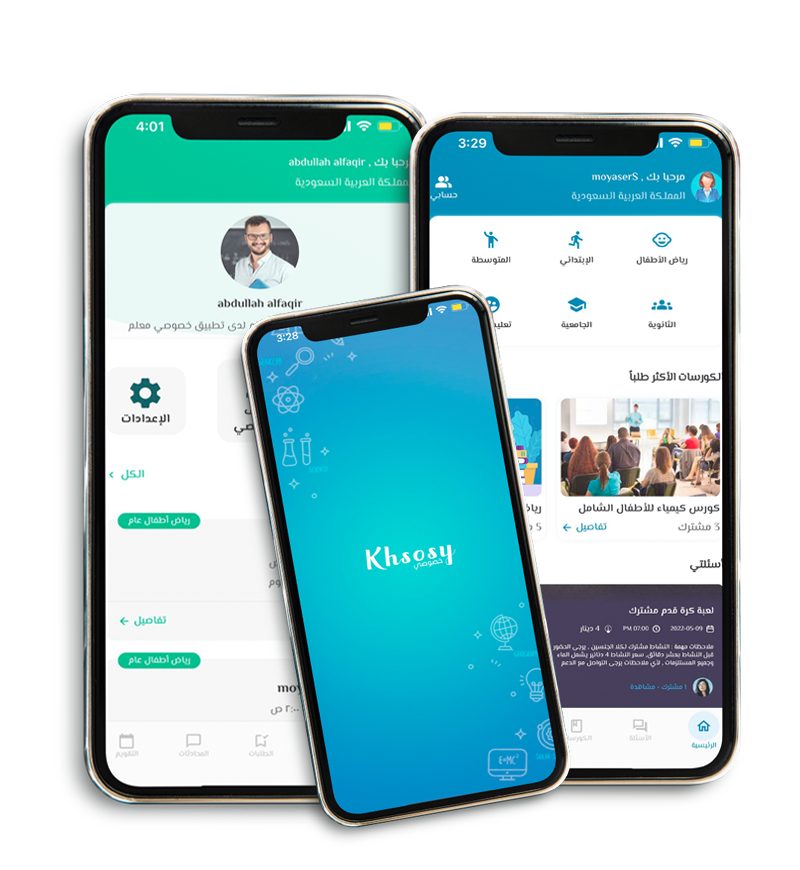 4:01
مرحبا بك , abdullah alfaqir
المملكة العربية السعودية
abdullah alfaqir
لدى تطبيق خصوصي معلم
الإعدادات
الكل
رياض أطفال عام
تفاصيل
رياض أطفال عام
moy
٢:٠٠ ص
الطلبات
المحادثات
التقويم
3:28
Khsosy
خصوصي
E=MC²
3:29
مرحبا بك , moyaserS
المملكة العربية السعودية
حسابي
رياض الأطفال
الإبتدائي
المتوسطة
الثانوية
الجامعية
الكورسات الأكثر طلباً
كورس كيمياء للأطفال الشامل
3 مشترك
تفاصيل
أسئلتي
لعبة كرة قدم مشترك
2022-05-09
07:00 PM
4 دينار
ملاحظات مهمة : النشاط مشترك لكلا الجنسين , يرجى الحضور
قبل النشاط بعشر دقائق, سعر النشاط 4 دنانير يشمل الماء
وجميع المستلزمات , لأي ملاحظات يرجى التواصل مع الدعم
1 مشترك - مشاهدة
الرئيسية
الأسئلة